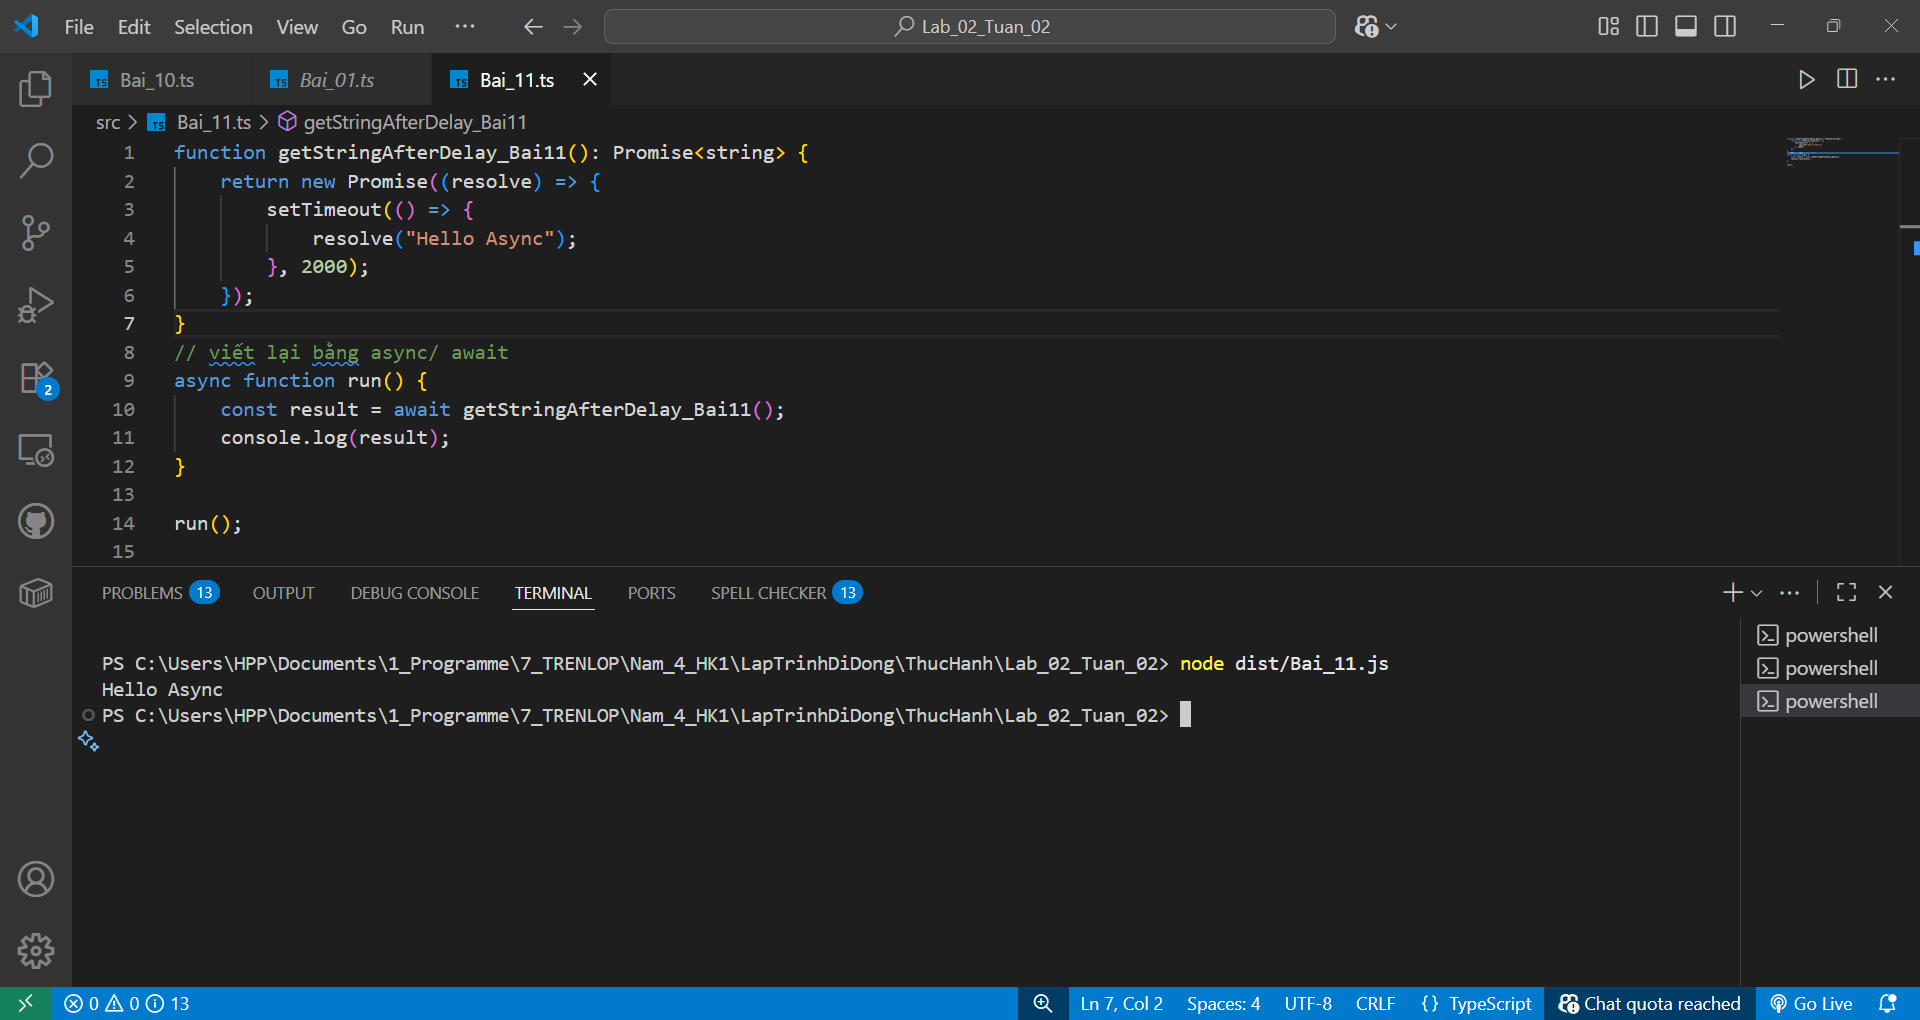 File Edit Selection View Go Run ··· Lab_02_Tuan_02
TS Bai_10.ts TS Bai_01.ts TS Bai_11.ts
src > TS Bai_11.ts > getStringAfterDelay_Bai11
1 function getStringAfterDelay_Bai11(): Promise<string> {
2 return new Promise((resolve) => {
3 setTimeout(() => {
4 resolve("Hello Async");
5 }, 2000);
6 });
7 }
8 // viết lại bằng async/ await
9 async function run() {
10 const result = await getStringAfterDelay_Bai11();
11 console.log(result);
12 }
13
14 run();
15
2
PROBLEMS 13 OUTPUT DEBUG CONSOLE TERMINAL PORTS SPELL CHECKER 13
PS C:\Users\HPP\Documents\1_Programme\7_TRENLOP\Nam_4_HK1\LapTrinhDiDong\ThucHanh\Lab_02_Tuan_02> node dist/Bai_11.js
Hello Async
PS C:\Users\HPP\Documents\1_Programme\7_TRENLOP\Nam_4_HK1\LapTrinhDiDong\ThucHanh\Lab_02_Tuan_02>
powershell
powershell
powershell
0 0 13 Ln 7, Col 2 Spaces: 4 UTF-8 CRLF {} TypeScript Chat quota reached Go Live